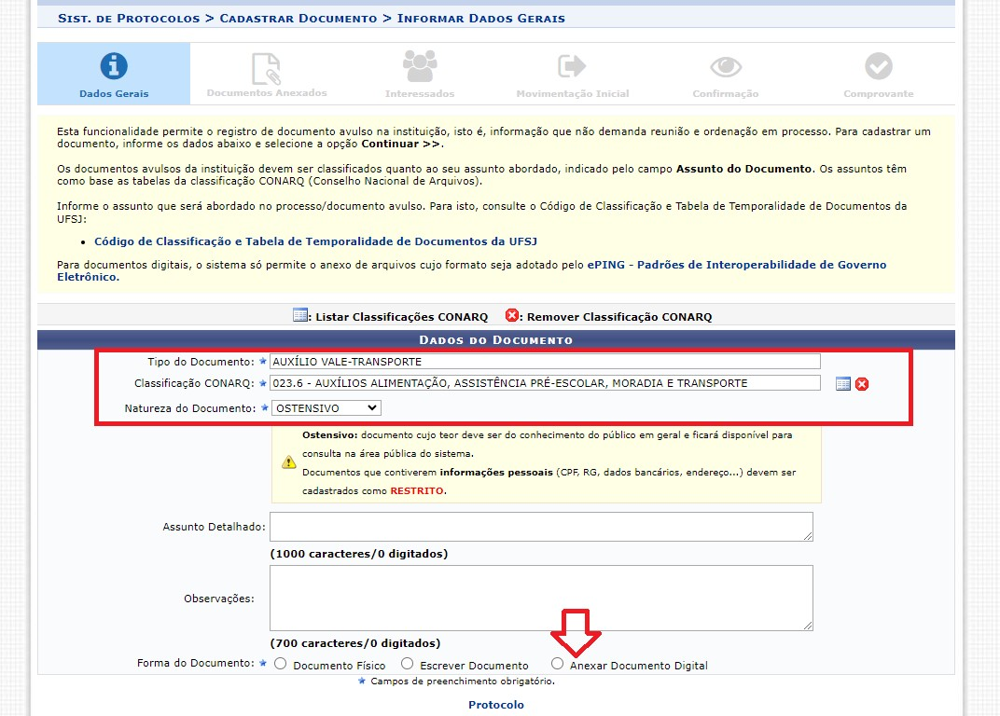 Sist. de Protocolos > Cadastrar Documento > Informar Dados Gerais
Dados Gerais
Documentos Anexados
Interessados
Movimentação Inicial
Confirmação
Comprovante
Esta funcionalidade permite o registro de documento avulso na instituição, isto é, informação que não demanda reunião e ordenação em processo. Para cadastrar um
documento, informe os dados abaixo e selecione a opção Continuar >>.
Os documentos avulsos da instituição devem ser classificados quanto ao seu assunto abordado, indicado pelo campo Assunto do Documento. Os assuntos têm
como base as tabelas da classificação CONARQ (Conselho Nacional de Arquivos).
Informe o assunto que será abordado no processo/documento avulso. Para isto, consulte o Código de Classificação e Tabela de Temporalidade de Documentos da
UFSJ:
• Código de Classificação e Tabela de Temporalidade de Documentos da UFSJ
Para documentos digitais, o sistema só permite o anexo de arquivos cujo formato seja adotado pelo ePING - Padrões de Interoperabilidade de Governo
Eletrônico.
: Listar Classificações CONARQ : Remover Classificação CONARQ
Dados do Documento
Tipo do Documento: AUXÍLIO VALE-TRANSPORTE
Classificação CONARQ: 023.6 - AUXÍLIOS ALIMENTAÇÃO, ASSISTÊNCIA PRÉ-ESCOLAR, MORADIA E TRANSPORTE
Natureza do Documento: OSTENSIVO
Ostensivo: documento cujo teor deve ser do conhecimento do público em geral e ficará disponível para
consulta na área pública do sistema.
Documentos que contiverem informações pessoais (CPF, RG, dados bancários, endereço...) devem ser
cadastrados como RESTRITO.
Assunto Detalhado:
(1000 caracteres/0 digitados)
Observações:
(700 caracteres/0 digitados)
Forma do Documento: Documento Físico Escrever Documento Anexar Documento Digital
Campos de preenchimento obrigatório.
Protocolo